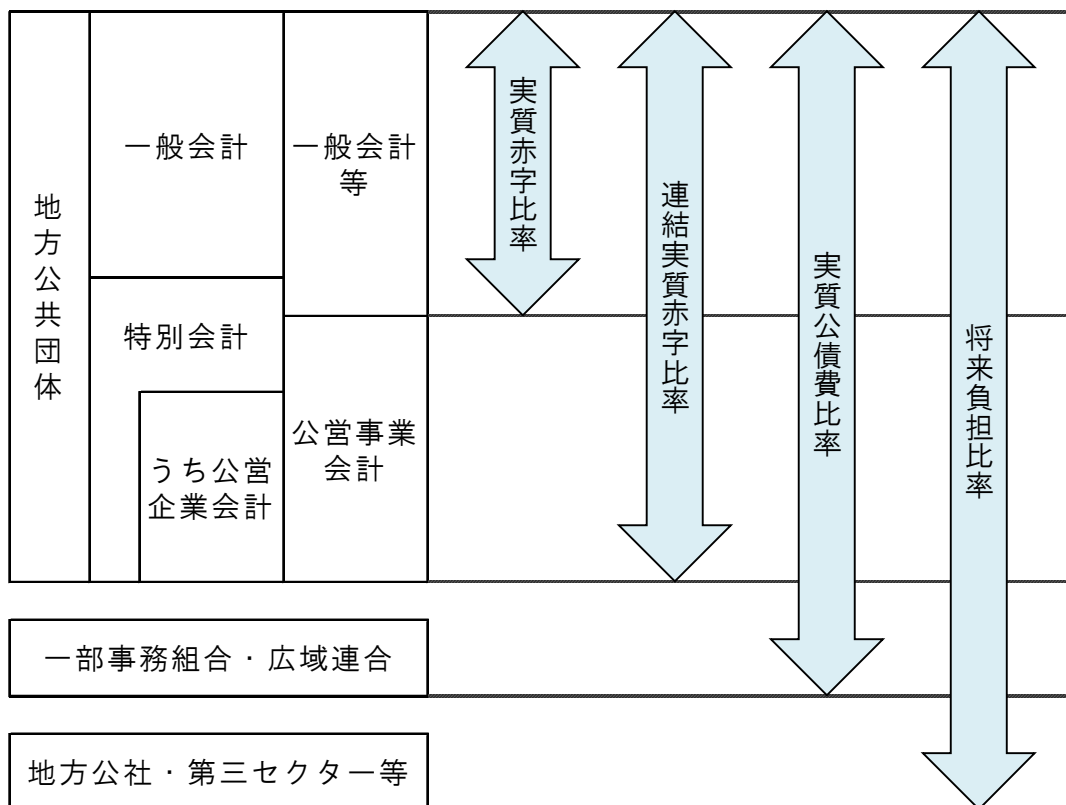 地方公共団体
一般会計
一般会計
等
特別会計
うち公営
企業会計
公営事業
会計
実質赤字比率
連結実質赤字比率
実質公債費比率
将来負担比率
一部事務組合・広域連合
地方公社・第三セクター等